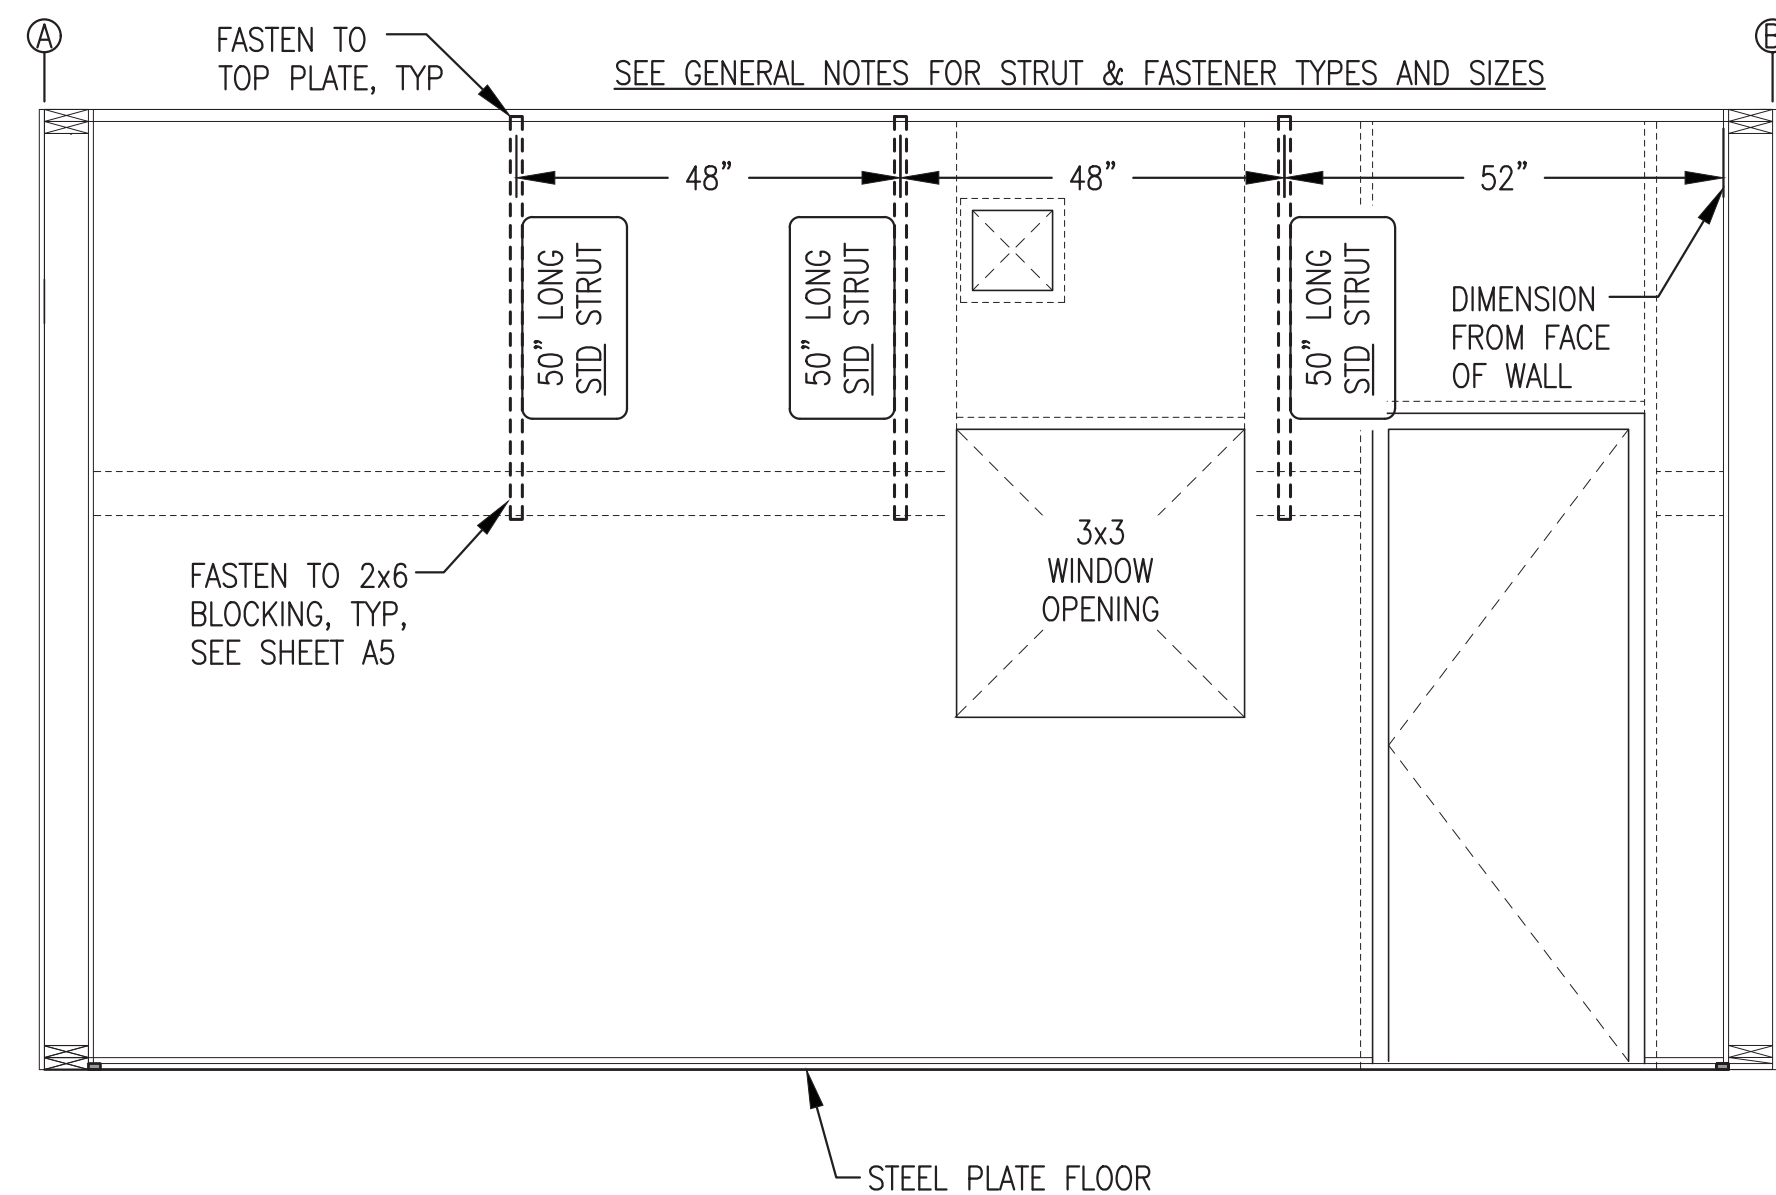 A
B
FASTEN TO
TOP PLATE, TYP
SEE GENERAL NOTES FOR STRUT & FASTENER TYPES AND SIZES
48”
48”
52”
50” LONG
STD STRUT
50” LONG
STD STRUT
50” LONG
STD STRUT
DIMENSION
FROM FACE
OF WALL
3x3
WINDOW
OPENING
FASTEN TO 2x6
BLOCKING, TYP,
SEE SHEET A5
STEEL PLATE FLOOR